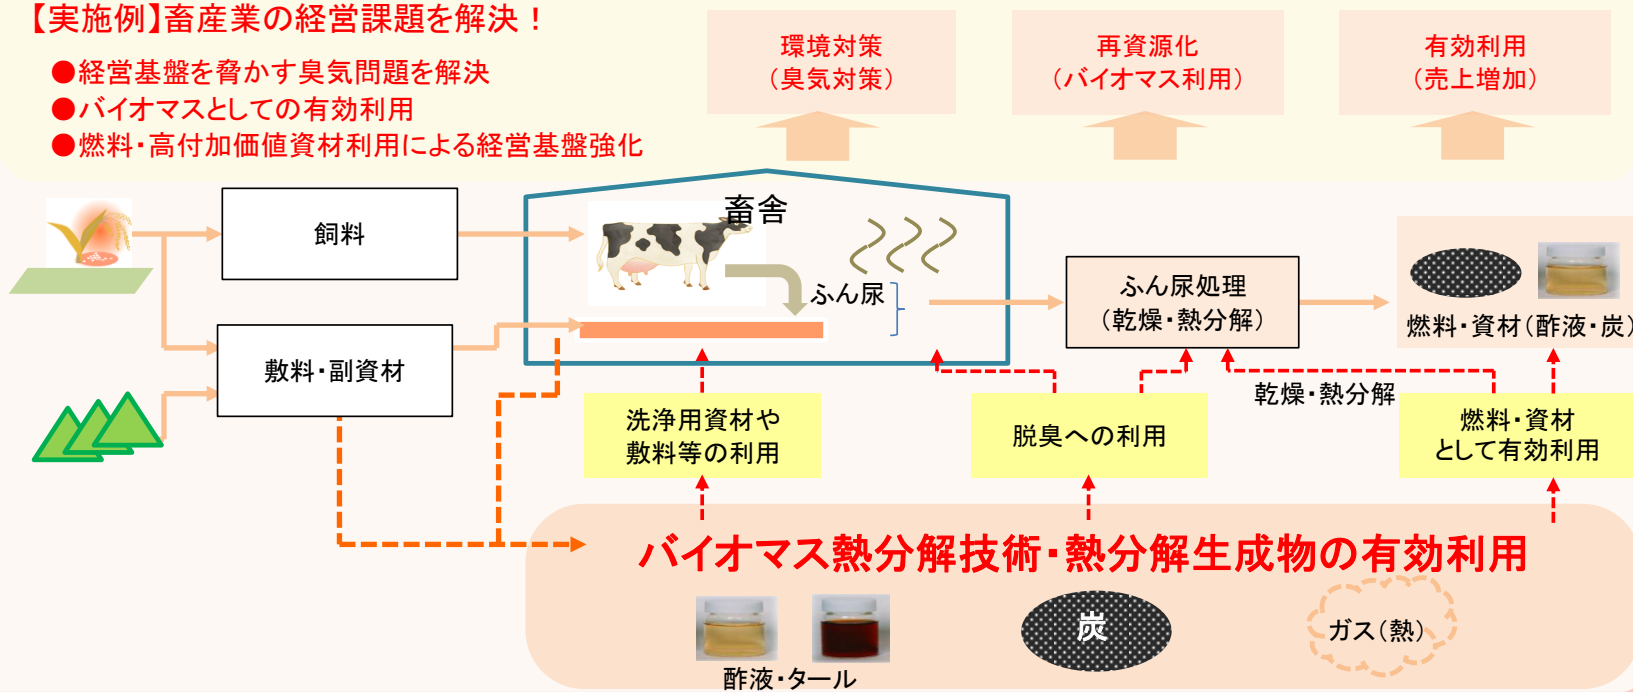 【実施例】畜産業の経営課題を解決！
●経営基盤を脅かす臭気問題を解決
●バイオマスとしての有効利用
●燃料・高付加価値資材利用による経営基盤強化
環境対策
（臭気対策）
再資源化
（バイオマス利用）
有効利用
（売上増加）
飼料
畜舎
ふん尿
敷料・副資材
ふん尿処理
（乾燥・熱分解）
燃料・資材（酢液・炭）
乾燥・熱分解
洗浄用資材や
敷料等の利用
脱臭への利用
燃料・資材
として有効利用
バイオマス熱分解技術・熱分解生成物の有効利用
酢液・タール
炭
ガス（熱）